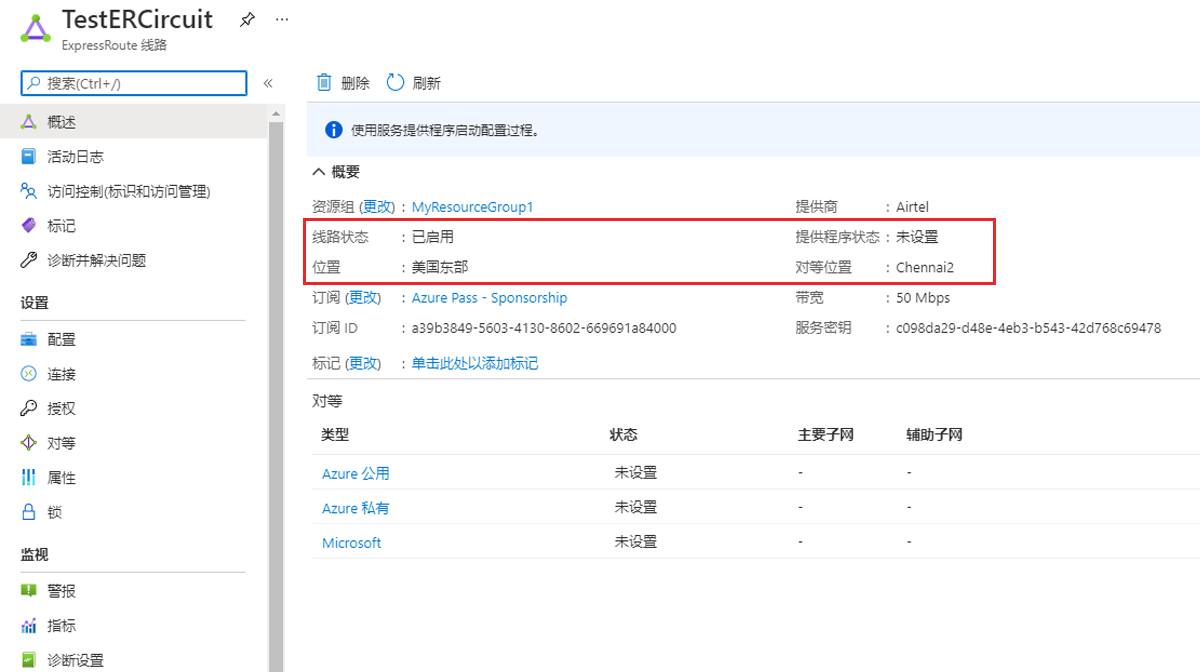 TestERCircuit
ExpressRoute 线路
搜索(Ctrl+/)
概述
活动日志
访问控制(标识和访问管理)
标记
诊断并解决问题
设置
配置
连接
授权
对等
属性
锁
监视
警报
指标
诊断设置
删除 刷新
使用服务提供程序启动配置过程。
概要
资源组 (更改) : MyResourceGroup1 提供商 : Airtel
线路状态 : 已启用 提供程序状态 : 未设置
位置 : 美国东部 对等位置 : Chennai2
订阅 (更改) : Azure Pass - Sponsorship 带宽 : 50 Mbps
订阅 ID : a39b3849-5603-4130-8602-669691a84000 服务密钥 : c098da29-d48e-4eb3-b543-42d768c69478
标记 (更改) : 单击此处以添加标记
对等
类型 状态 主要子网 辅助子网
Azure 公用 未设置 - -
Azure 私有 未设置 - -
Microsoft 未设置 - -